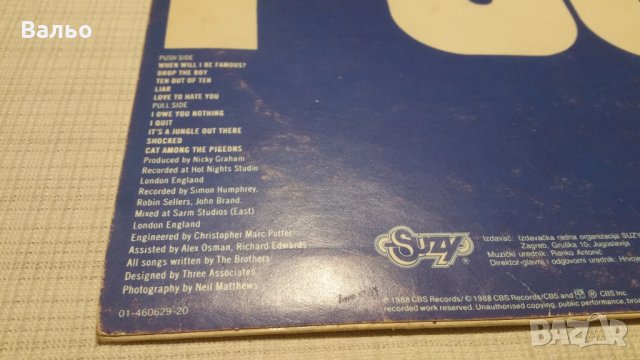 Вальо
PUSH SIDE
WHEN WILL I BE FAMOUS?
DROP THE BOY
TEN OUT OF TEN
LIAR
LOVE TO HATE YOU
PULL SIDE
I OWE YOU NOTHING
I QUIT
IT'S A JUNGLE OUT THERE
SHOCKED
CAT AMONG THE PIGEONS
Produced by Nicky Graham
Recorded at Hot Nights Studio
London England
Recorded by Simon Humphrey,
Robin Sellers, John Brand.
Mixed at Sarm Studios (East)
London England
Engineered by Christopher Marc Potter
Assisted by Alex Osman, Richard Edwards
All songs written by The Brothers
Designed by Three Associates
Photography by Neil Matthews
01-460629-20
SUZY
Izdavač: Izdavačka radna organizacija SUZY
Zagreb, Gruška 10, Jugoslavija
Muzički urednik: Ranko Antonić
Direktor-glavni i odgovorni urednik: Hrvoje
℗ 1988 CBS Records/ © 1988 CBS Records/CBS and CBS Inc.
recorded work reserved. Unauthorised copying, public performance, broa
BAZAR
bg